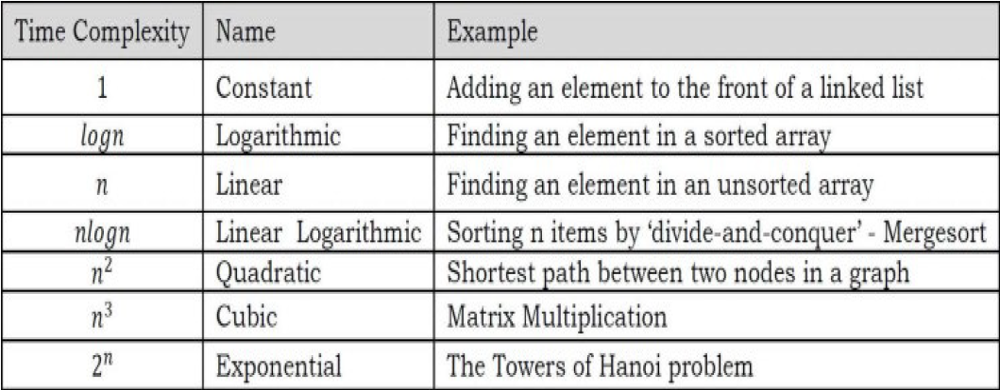 Time Complexity Name Example
1 Constant Adding an element to the front of a linked list
logn Logarithmic Finding an element in a sorted array
n Linear Finding an element in an unsorted array
nlogn Linear Logarithmic Sorting n items by ‘divide-and-conquer’ - Mergesort
n² Quadratic Shortest path between two nodes in a graph
n³ Cubic Matrix Multiplication
2ⁿ Exponential The Towers of Hanoi problem